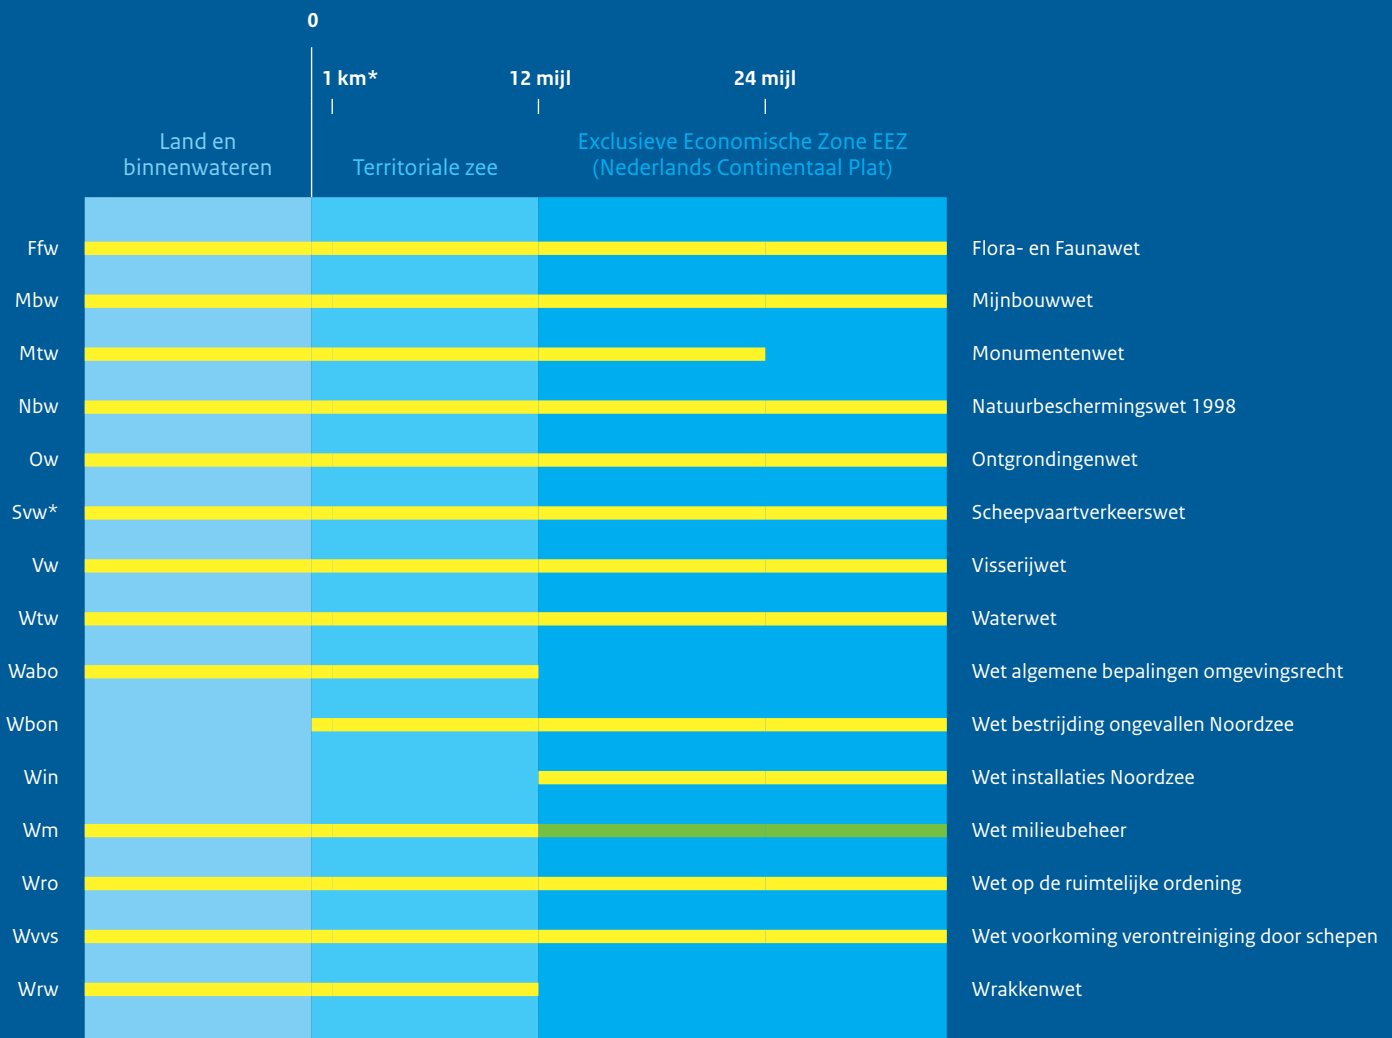 0
1 km* 12 mijl 24 mijl
Land en
binnenwateren
Territoriale zee
Exclusieve Economische Zone EEZ
(Nederlands Continentaal Plat)
Ffw Flora- en Faunawet
Mbw Mijnbouwwet
Mtw Monumentenwet
Nbw Natuurbeschermingswet 1998
Ow Ontgrondingenwet
Svw* Scheepvaartverkeerswet
Vw Visserijwet
Wtw Waterwet
Wabo Wet algemene bepalingen omgevingsrecht
Wbon Wet bestrijding ongevallen Noordzee
Win Wet installaties Noordzee
Wm Wet milieubeheer
Wro Wet op de ruimtelijke ordening
Wvvs Wet voorkoming verontreiniging door schepen
Wrw Wrakkenwet